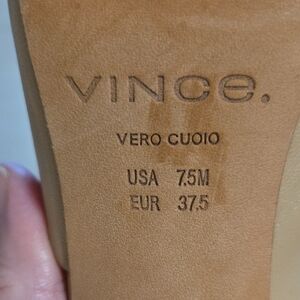 VINCe.
VERO CUOIO
USA 7.5M
EUR 37.5